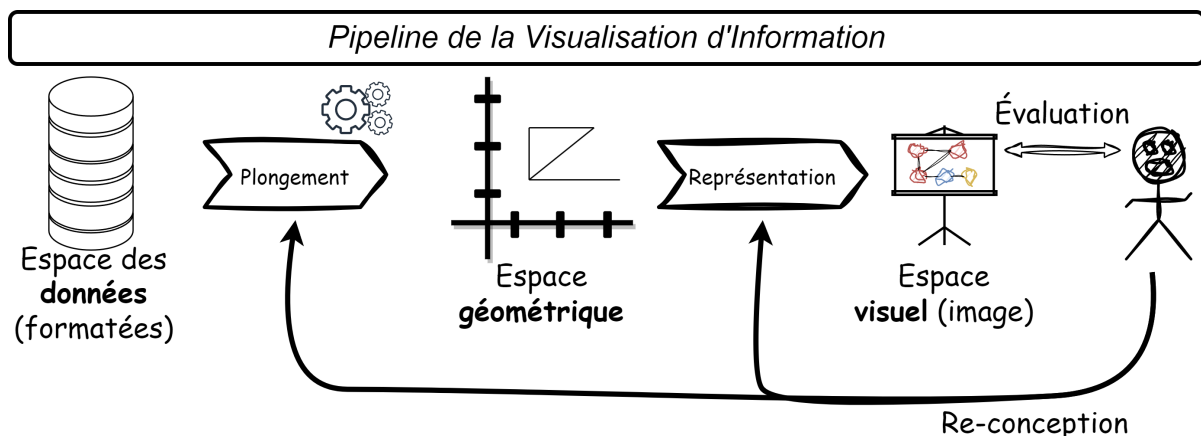 Pipeline de la Visualisation d'Information
Évaluation
Plongement
Représentation
Espace des
données
(formatées)
Espace
géométrique
Espace
visuel (image)
Re-conception